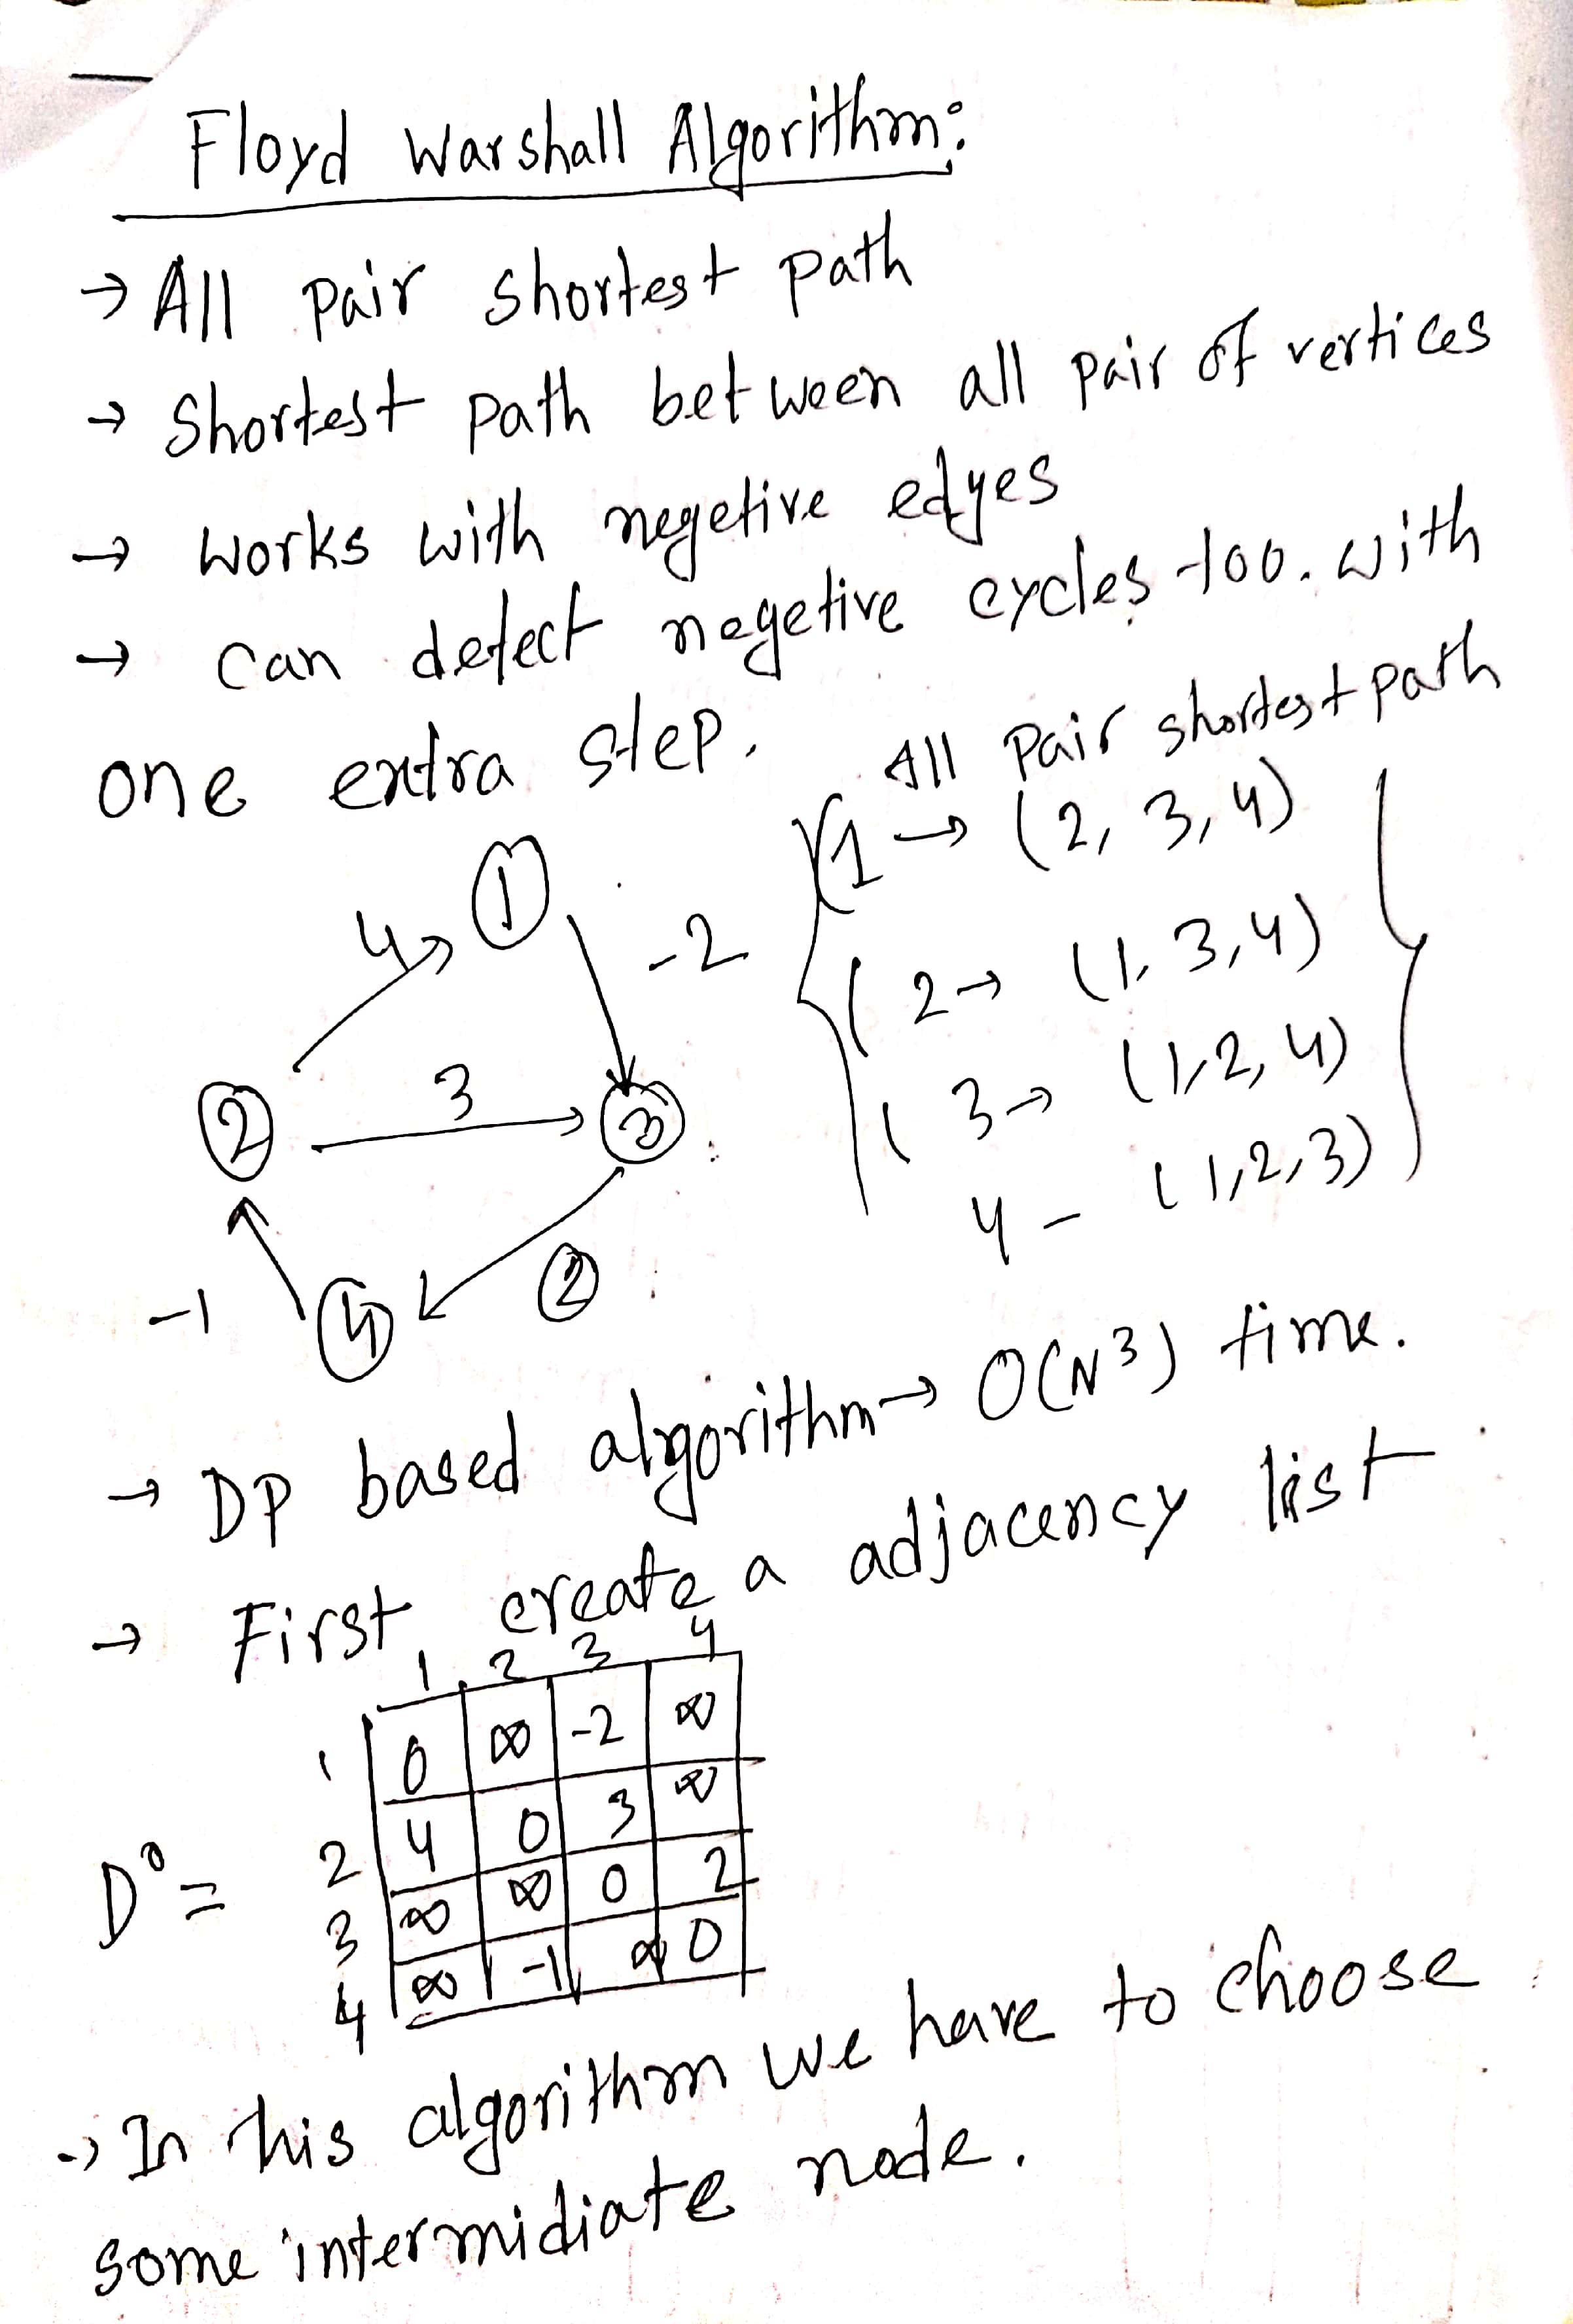 Floyd Warshall Algorithm:
→ All pair shortest path
→ Shortest path between all pair of vertices
→ works with negetive edges
→ can detect negetive cycles too. with
one extra step.
All Pair shortest path
1 → (2, 3, 4)
2 → (1, 3, 4)
3 → (1, 2, 4)
4 - (1, 2, 3)
1
4
-2
2
3
3
-1
4
2
→ DP based algorithm → O(N³) time.
→ First create a adjacency list
1 2 3 4
1 0 ∞ -2 ∞
2 4 0 3 ∞
D⁰ =
3 ∞ ∞ 0 2
4 ∞ -1 ∞ 0
→ In this algorithm we have to choose
some intermidiate node.